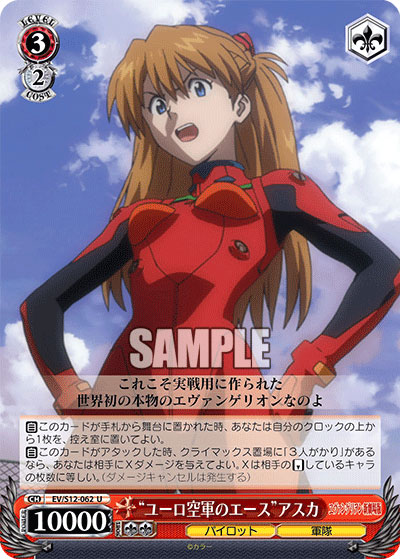 LEVEL
3
2
COST
SAMPLE
これこそ実戦用に作られた
世界初の本物のエヴァンゲリオンなのよ
自このカードが手札から舞台に置かれた時、あなたは自分のクロックの上
から1枚を、控え室に置いてよい。
自このカードがアタックした時、クライマックス置場に「3人がかり」があるな
ら、あなたは相手にXダメージを与えてよい。Xは相手の【】しているキャラ
の枚数に等しい。(ダメージキャンセルは発生する)
CH EV/S12-062 U
POWER
10000
“ユーロ空軍のエース”アスカ
パイロット
軍隊
©カラー